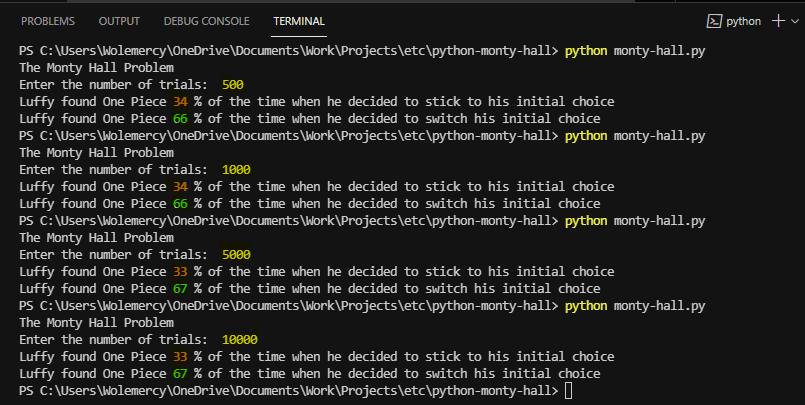 PROBLEMS OUTPUT DEBUG CONSOLE TERMINAL python
PS C:\Users\Wolemercy\OneDrive\Documents\Work\Projects\etc\python-monty-hall> python monty-hall.py
The Monty Hall Problem
Enter the number of trials:  500
Luffy found One Piece 34 % of the time when he decided to stick to his initial choice
Luffy found One Piece 66 % of the time when he decided to switch his initial choice
PS C:\Users\Wolemercy\OneDrive\Documents\Work\Projects\etc\python-monty-hall> python monty-hall.py
The Monty Hall Problem
Enter the number of trials:  1000
Luffy found One Piece 34 % of the time when he decided to stick to his initial choice
Luffy found One Piece 66 % of the time when he decided to switch his initial choice
PS C:\Users\Wolemercy\OneDrive\Documents\Work\Projects\etc\python-monty-hall> python monty-hall.py
The Monty Hall Problem
Enter the number of trials:  5000
Luffy found One Piece 33 % of the time when he decided to stick to his initial choice
Luffy found One Piece 67 % of the time when he decided to switch his initial choice
PS C:\Users\Wolemercy\OneDrive\Documents\Work\Projects\etc\python-monty-hall> python monty-hall.py
The Monty Hall Problem
Enter the number of trials:  10000
Luffy found One Piece 33 % of the time when he decided to stick to his initial choice
Luffy found One Piece 67 % of the time when he decided to switch his initial choice
PS C:\Users\Wolemercy\OneDrive\Documents\Work\Projects\etc\python-monty-hall>